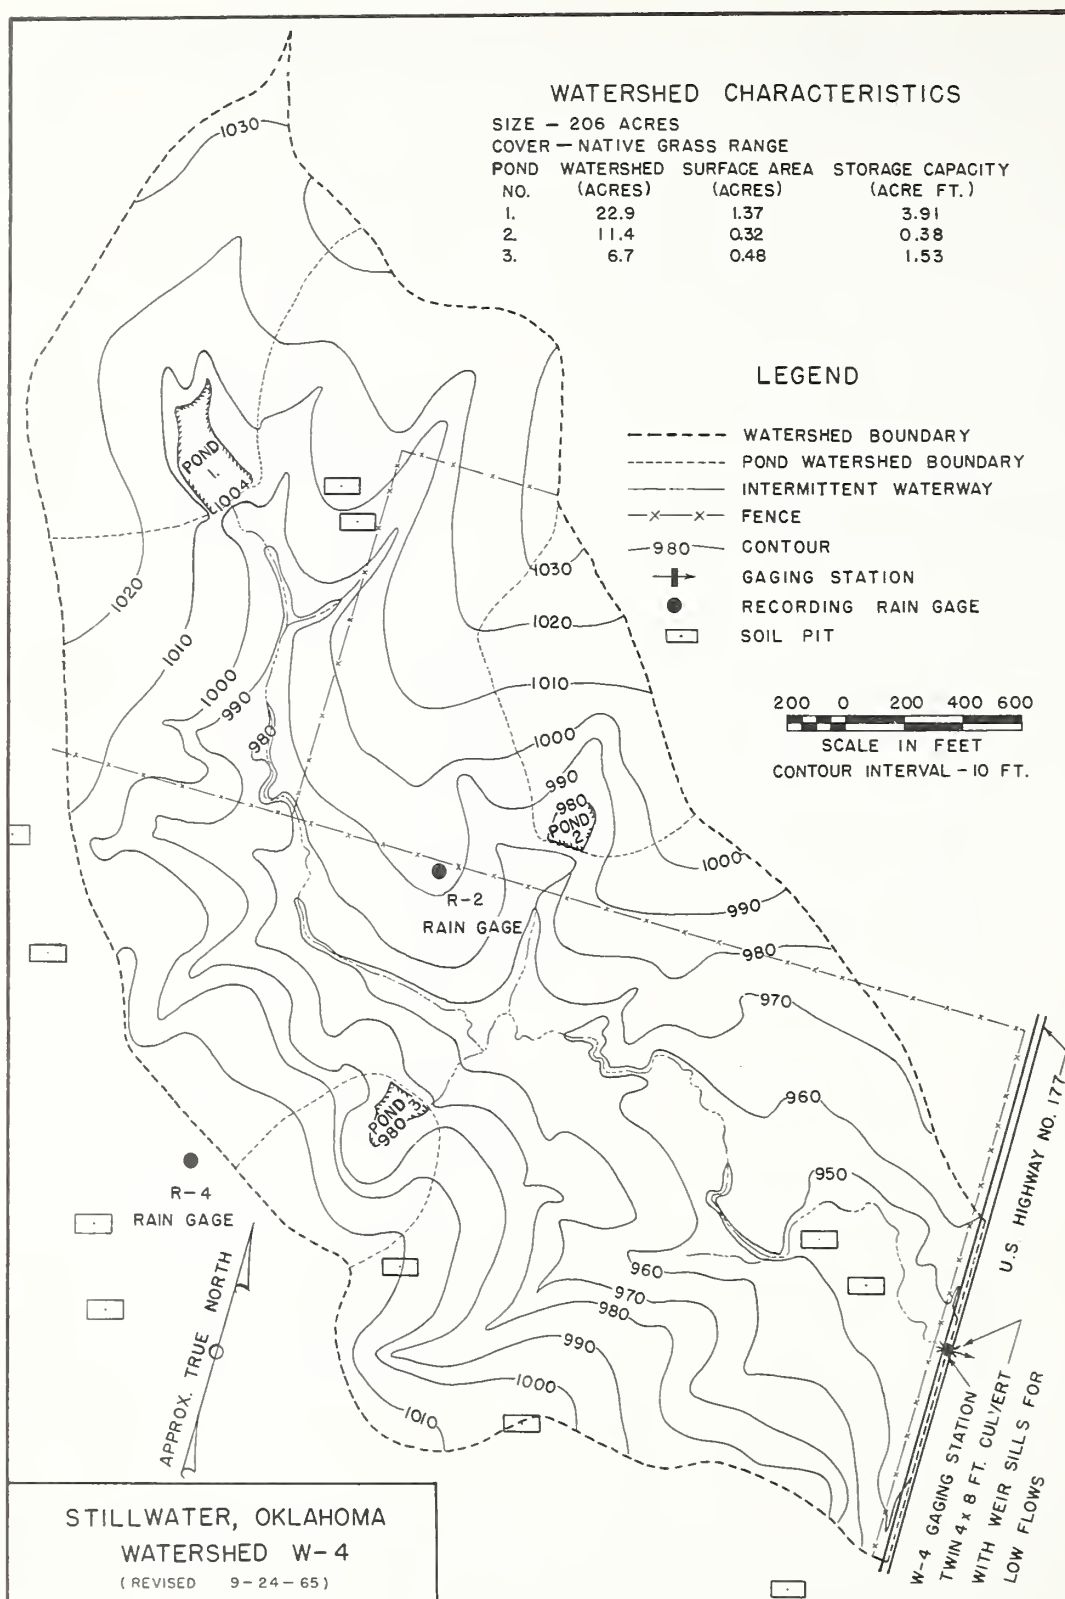 WATERSHED CHARACTERISTICS
SIZE – 206 ACRES
COVER – NATIVE GRASS RANGE
POND WATERSHED SURFACE AREA STORAGE CAPACITY
NO. (ACRES) (ACRES) (ACRE FT.)
1. 22.9 1.37 3.91
2. 11.4 0.32 0.38
3. 6.7 0.48 1.53
LEGEND
WATERSHED BOUNDARY
POND WATERSHED BOUNDARY
INTERMITTENT WATERWAY
FENCE
980 CONTOUR
GAGING STATION
RECORDING RAIN GAGE
SOIL PIT
200 0 200 400 600
SCALE IN FEET
CONTOUR INTERVAL – 10 FT.
1030
POND
1.
1004
1020
1010
1000
990
980
1030
1020
1010
1000
990
980
POND
2
1000
990
980
970
R-2
RAIN GAGE
POND
3
980
960
950
R-4
RAIN GAGE
960
970
980
990
1000
1010
APPROX. TRUE NORTH
U.S. HIGHWAY NO. 177
W-4 GAGING STATION
TWIN 4 x 8 FT. CULVERT
WITH WEIR SILLS FOR
LOW FLOWS
STILLWATER, OKLAHOMA
WATERSHED W-4
(REVISED 9-24-65)